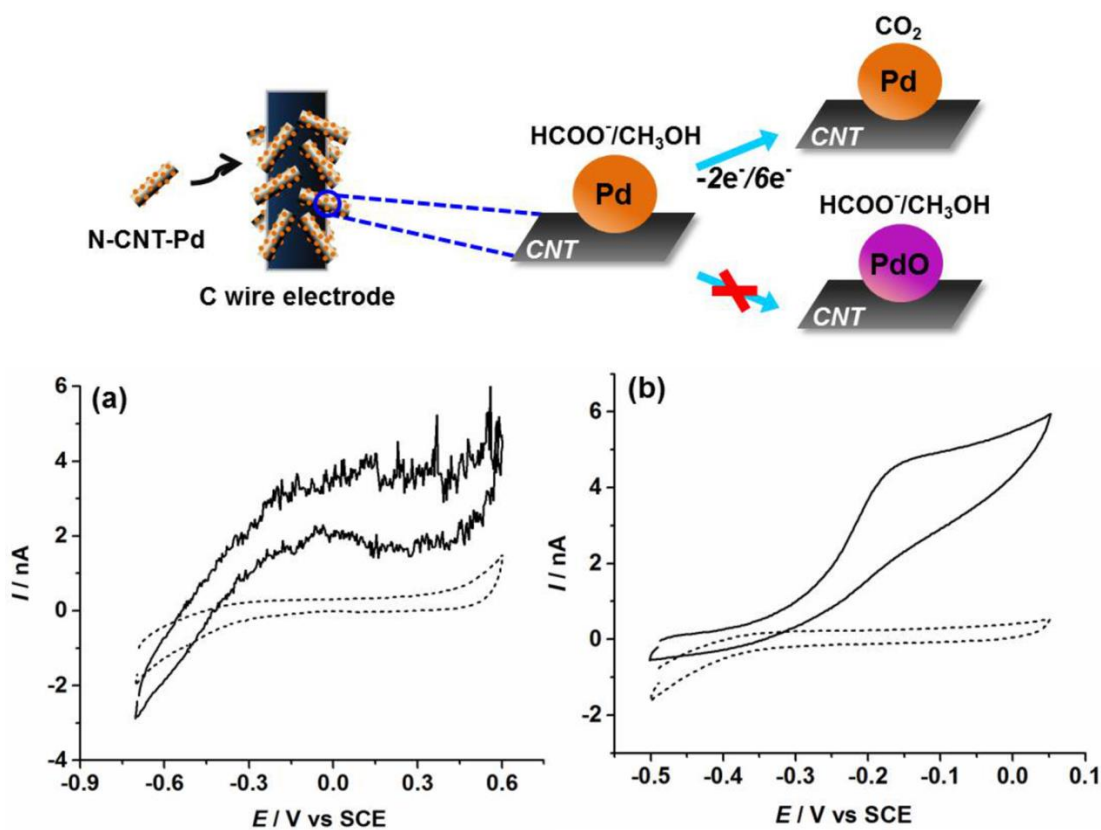 CO₂
Pd
CNT
HCOO⁻/CH₃OH
Pd
CNT
-2e⁻/6e⁻
N-CNT-Pd
C wire electrode
HCOO⁻/CH₃OH
PdO
CNT
(a)
I / nA
6
4
2
0
-2
-4
-0.9 -0.6 -0.3 0.0 0.3 0.6
E / V vs SCE
(b)
I / nA
6
4
2
0
-2
-0.5 -0.4 -0.3 -0.2 -0.1 0.0 0.1
E / V vs SCE